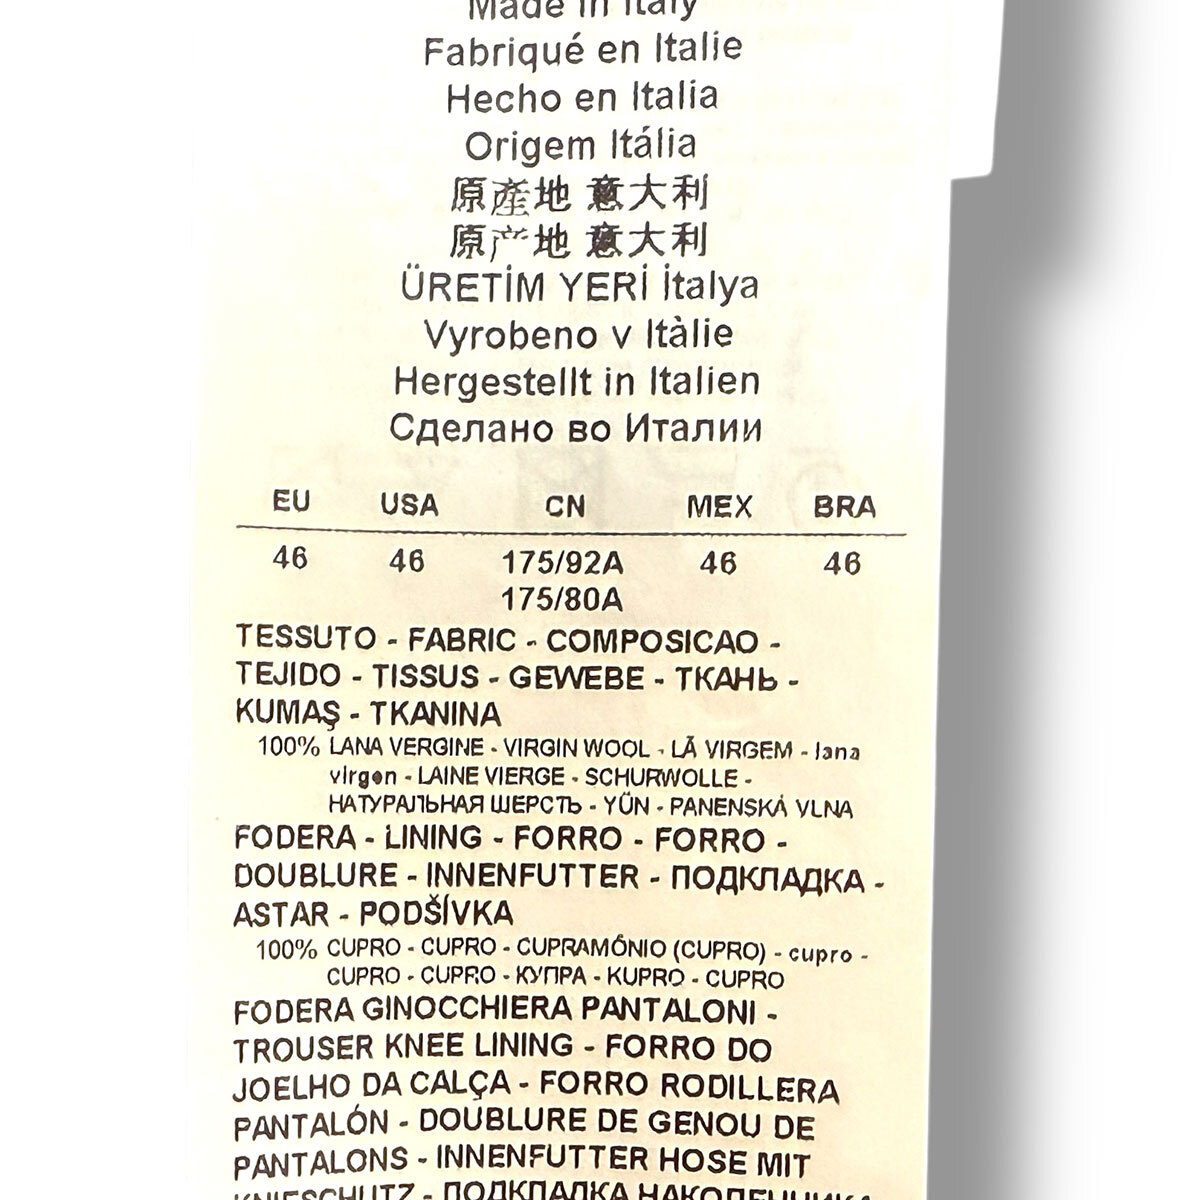 Made in Italy
Fabriqué en Italie
Hecho en Italia
Origem Itália
原產地 意大利
原产地 意大利
ÜRETİM YERİ İtalya
Vyrobeno v Itàlie
Hergestellt in Italien
Сделано во Италии
EU USA CN MEX BRA
46 46 175/92A 46 46
175/80A
TESSUTO - FABRIC - COMPOSICAO -
TEJIDO - TISSUS - GEWEBE - ТКАНЬ -
KUMAŞ - TKANINA
100% LANA VERGINE - VIRGIN WOOL - LÃ VIRGEM - lana
virgen - LAINE VIERGE - SCHURWOLLE -
НАТУРАЛЬНАЯ ШЕРСТЬ - YÜN - PANENSKÁ VLNA
FODERA - LINING - FORRO - FORRO -
DOUBLURE - INNENFUTTER - ПОДКЛАДКА -
ASTAR - PODŠÍVKA
100% CUPRO - CUPRO - CUPRAMÔNIO (CUPRO) - cupro -
CUPRO - CUPRO - КУПРА - KUPRO - CUPRO
FODERA GINOCCHIERA PANTALONI -
TROUSER KNEE LINING - FORRO DO
JOELHO DA CALÇA - FORRO RODILLERA
PANTALÓN - DOUBLURE DE GENOU DE
PANTALONS - INNENFUTTER HOSE MIT
KNIESCHUTZ - ПОДКЛАДКА НАКОЛЕННИКА